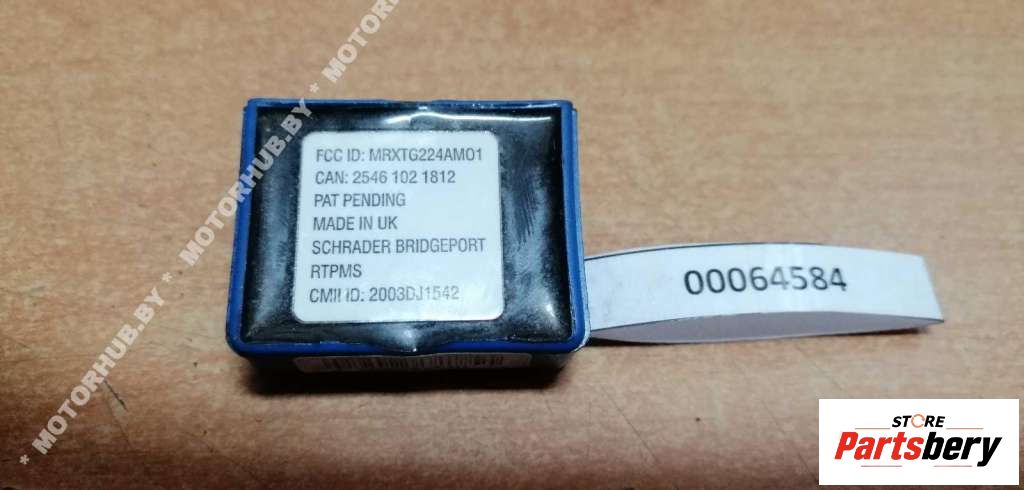 * MOTORHUB.BY * MOTORHUB.BY * MOTORHUB.BY * MOTOR
FCC ID: MRXTG224AM01
CAN: 2546 102 1812
PAT PENDING
MADE IN UK
SCHRADER BRIDGEPORT
RTPMS
CMII ID: 2003DJ1542
00064584
STORE
Partsbery